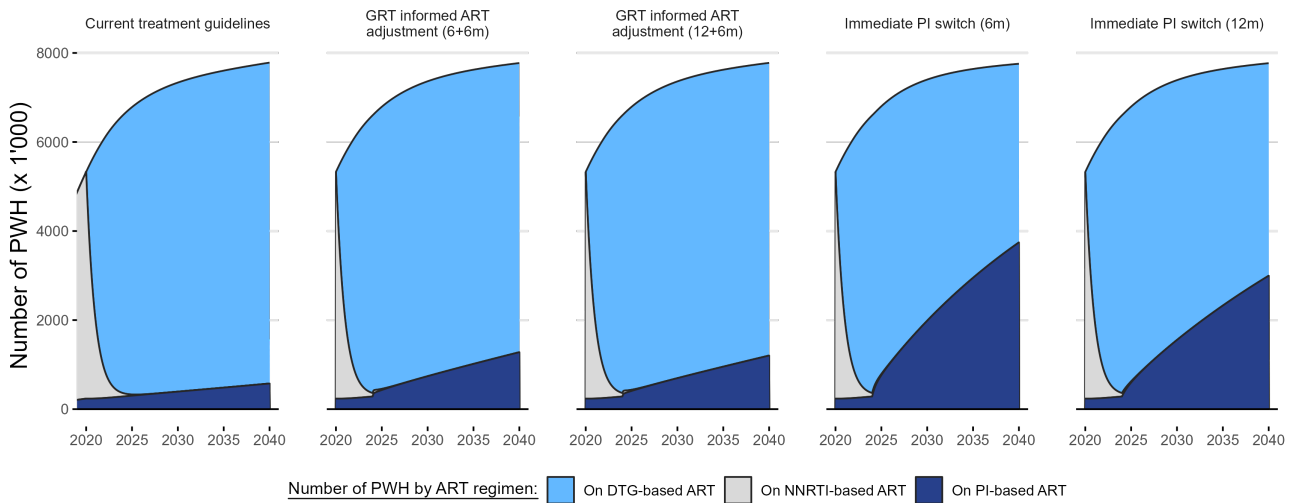 Current treatment guidelines
GRT informed ART
adjustment (6+6m)
GRT informed ART
adjustment (12+6m)
Immediate PI switch (6m)
Immediate PI switch (12m)
Number of PWH (x 1'000)
8000
6000
4000
2000
0
2020 2025 2030 2035 2040
2020 2025 2030 2035 2040
2020 2025 2030 2035 2040
2020 2025 2030 2035 2040
2020 2025 2030 2035 2040
Number of PWH by ART regimen: On DTG-based ART On NNRTI-based ART On PI-based ART